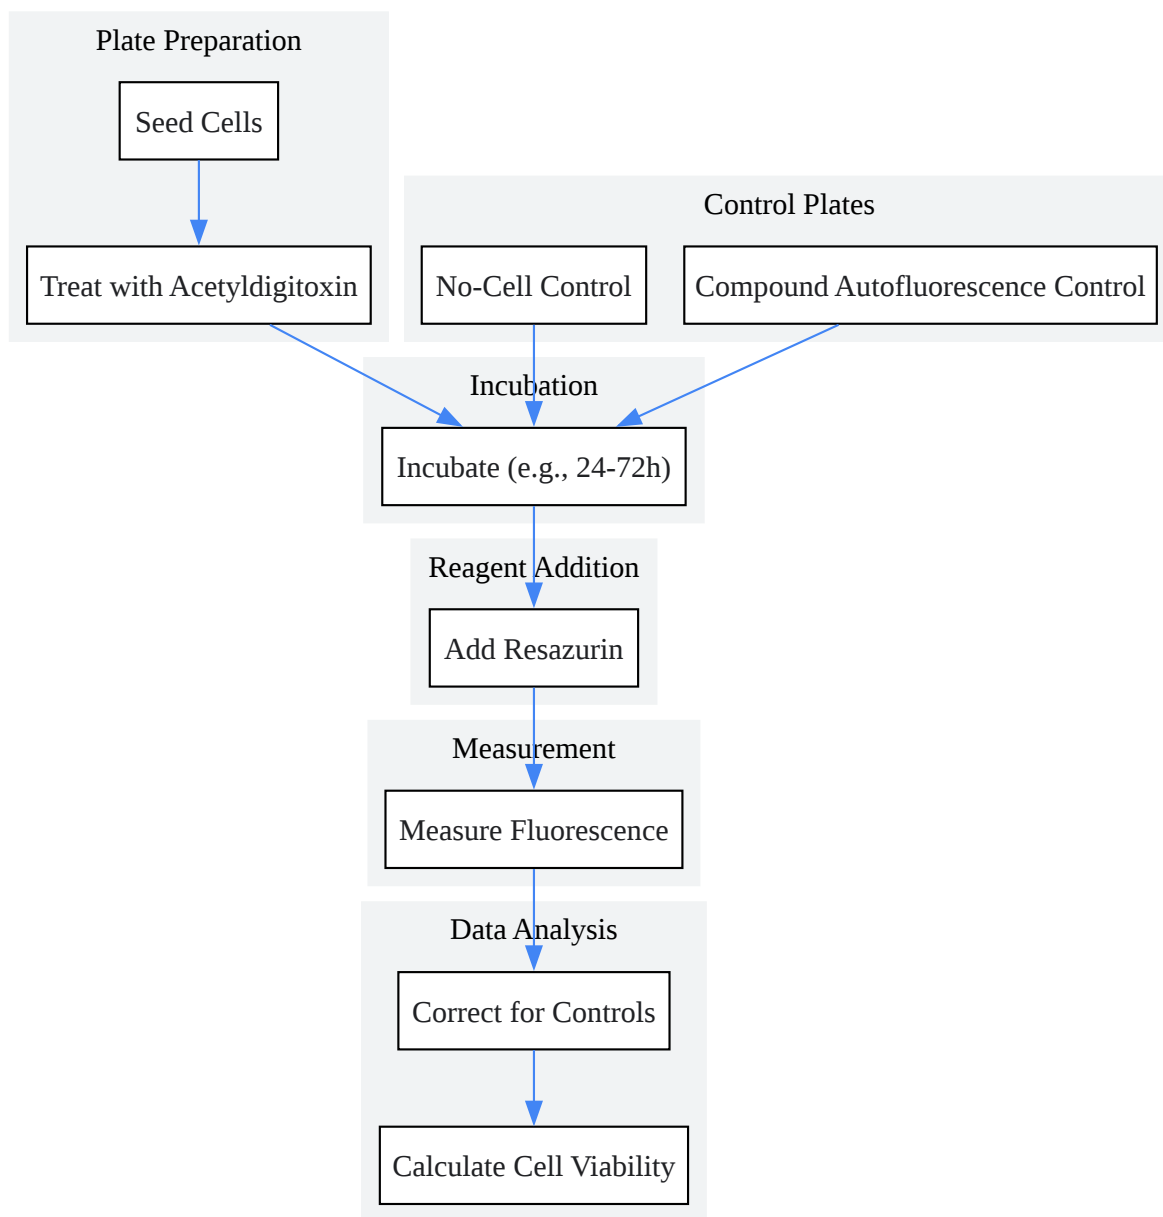 Plate Preparation
Seed Cells
Treat with Acetyldigitoxin
Control Plates
No-Cell Control
Compound Autofluorescence Control
Incubation
Incubate (e.g., 24-72h)
Reagent Addition
Add Resazurin
Measurement
Measure Fluorescence
Data Analysis
Correct for Controls
Calculate Cell Viability